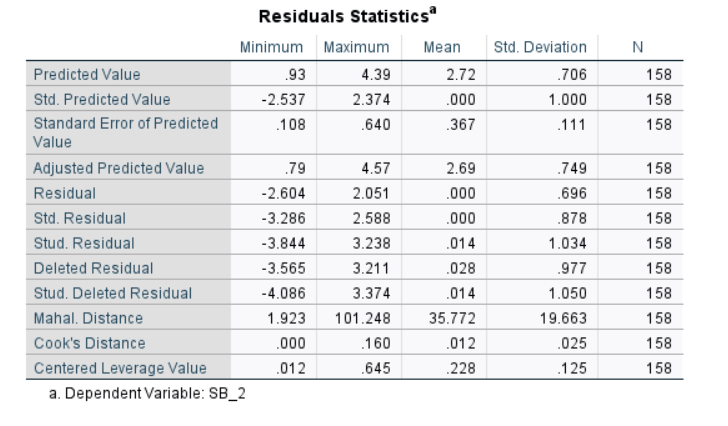 Residuals Statisticsa
Minimum Maximum Mean Std. Deviation N
Predicted Value .93 4.39 2.72 .706 158
Std. Predicted Value -2.537 2.374 .000 1.000 158
Standard Error of Predicted .108 .640 .367 .111 158
Value
Adjusted Predicted Value .79 4.57 2.69 .749 158
Residual -2.604 2.051 .000 .696 158
Std. Residual -3.286 2.588 .000 .878 158
Stud. Residual -3.844 3.238 .014 1.034 158
Deleted Residual -3.565 3.211 .028 .977 158
Stud. Deleted Residual -4.086 3.374 .014 1.050 158
Mahal. Distance 1.923 101.248 35.772 19.663 158
Cook's Distance .000 .160 .012 .025 158
Centered Leverage Value .012 .645 .228 .125 158
a. Dependent Variable: SB_2